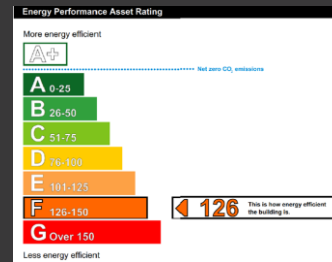 Energy Performance Asset Rating
More energy efficient
A+
Net zero CO₂ emissions
A 0-25
B 26-50
C 51-75
D 76-100
E 101-125
F 126-150
126
This is how energy efficient
the building is.
G Over 150
Less energy efficient